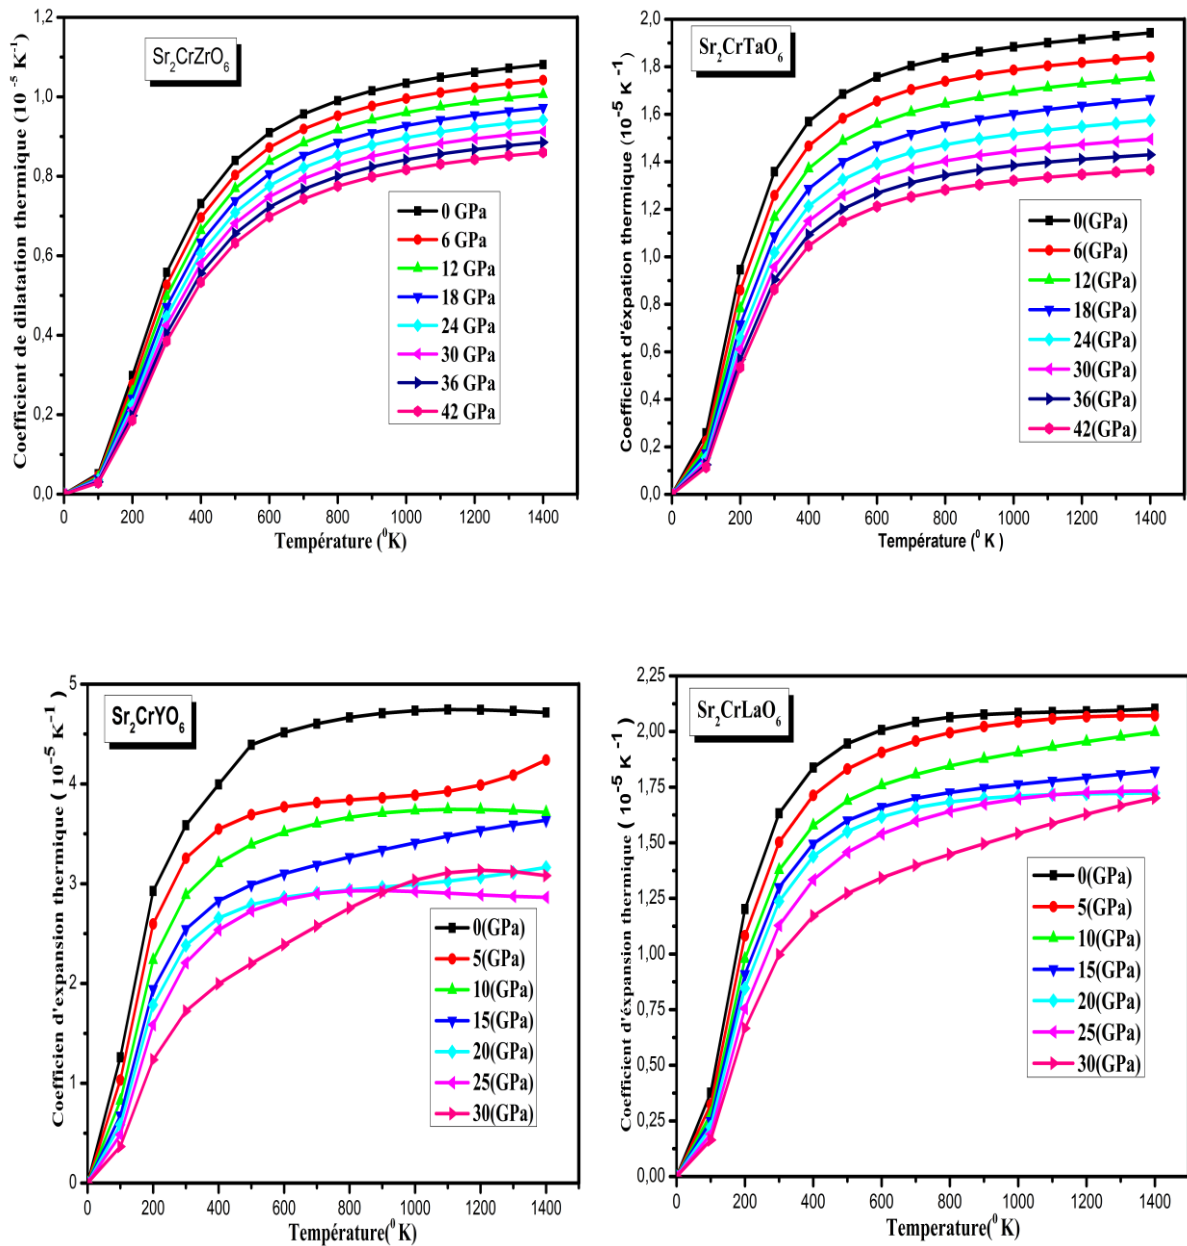 Sr2CrZrO6
Coefficient de dilatation thermique (10⁻⁵ K⁻¹)
1,2
1,0
0,8
0,6
0,4
0,2
0,0
0 GPa
6 GPa
12 GPa
18 GPa
24 GPa
30 GPa
36 GPa
42 GPa
0 200 400 600 800 1000 1200 1400
Température (⁰K)
Sr2CrTaO6
Coefficient d'éxpation thermique (10⁻⁵ K⁻¹)
2,0
1,8
1,6
1,4
1,2
1,0
0,8
0,6
0,4
0,2
0,0
0(GPa)
6(GPa)
12(GPa)
18(GPa)
24(GPa)
30(GPa)
36(GPa)
42(GPa)
0 200 400 600 800 1000 1200 1400
Température (⁰ K )
Sr2CrYO6
Coefficien d'expansion thermique ( 10⁻⁵ K⁻¹ )
5
4
3
2
1
0
0(GPa)
5(GPa)
10(GPa)
15(GPa)
20(GPa)
25(GPa)
30(GPa)
0 200 400 600 800 1000 1200 1400
Température(⁰ K)
Sr2CrLaO6
Coefficient d'éxpansion thermique ( 10⁻⁵ K⁻¹)
2,25
2,00
1,75
1,50
1,25
1,00
0,75
0,50
0,25
0,00
0(GPa)
5(GPa)
10(GPa)
15(GPa)
20(GPa)
25(GPa)
30(GPa)
0 200 400 600 800 1000 1200 1400
Température(⁰ K)